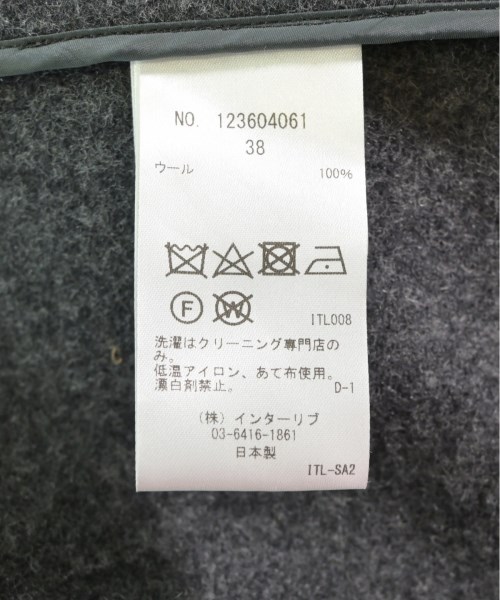 NO. 123604061
38
ウール 100%
F W
ITL008
洗濯はクリーニング専門店の
み。
低温アイロン、あて布使用。
漂白剤禁止。 D-1
(株) インターリブ
03-6416-1861
日本製
ITL-SA2